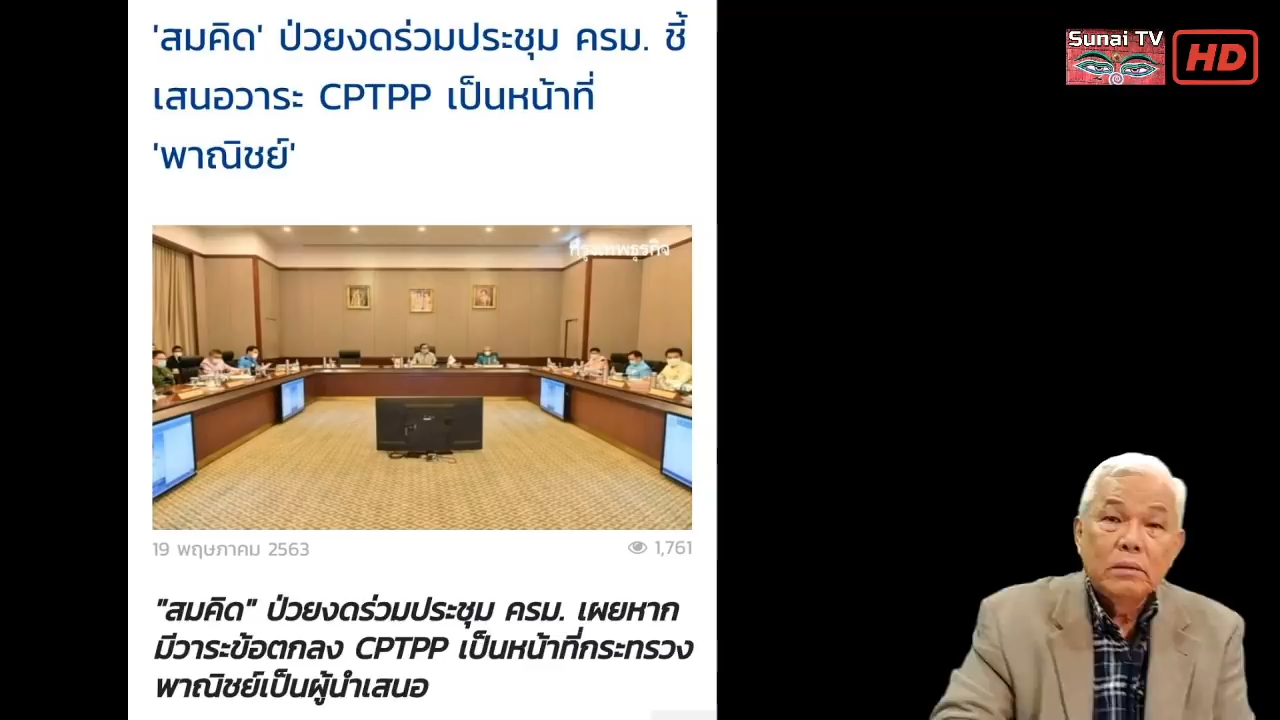 'สมคิด' ป่วยงดร่วมประชุม ครม. ชี้
เสนอวาระ CPTPP เป็นหน้าที่
'พาณิชย์'
Sunai TV
HD
กรุงเทพธุรกิจ
19 พฤษภาคม 2563
1,761
"สมคิด" ป่วยงดร่วมประชุม ครม. เผยหาก
มีวาระข้อตกลง CPTPP เป็นหน้าที่กระทรวง
พาณิชย์เป็นผู้นำเสนอ